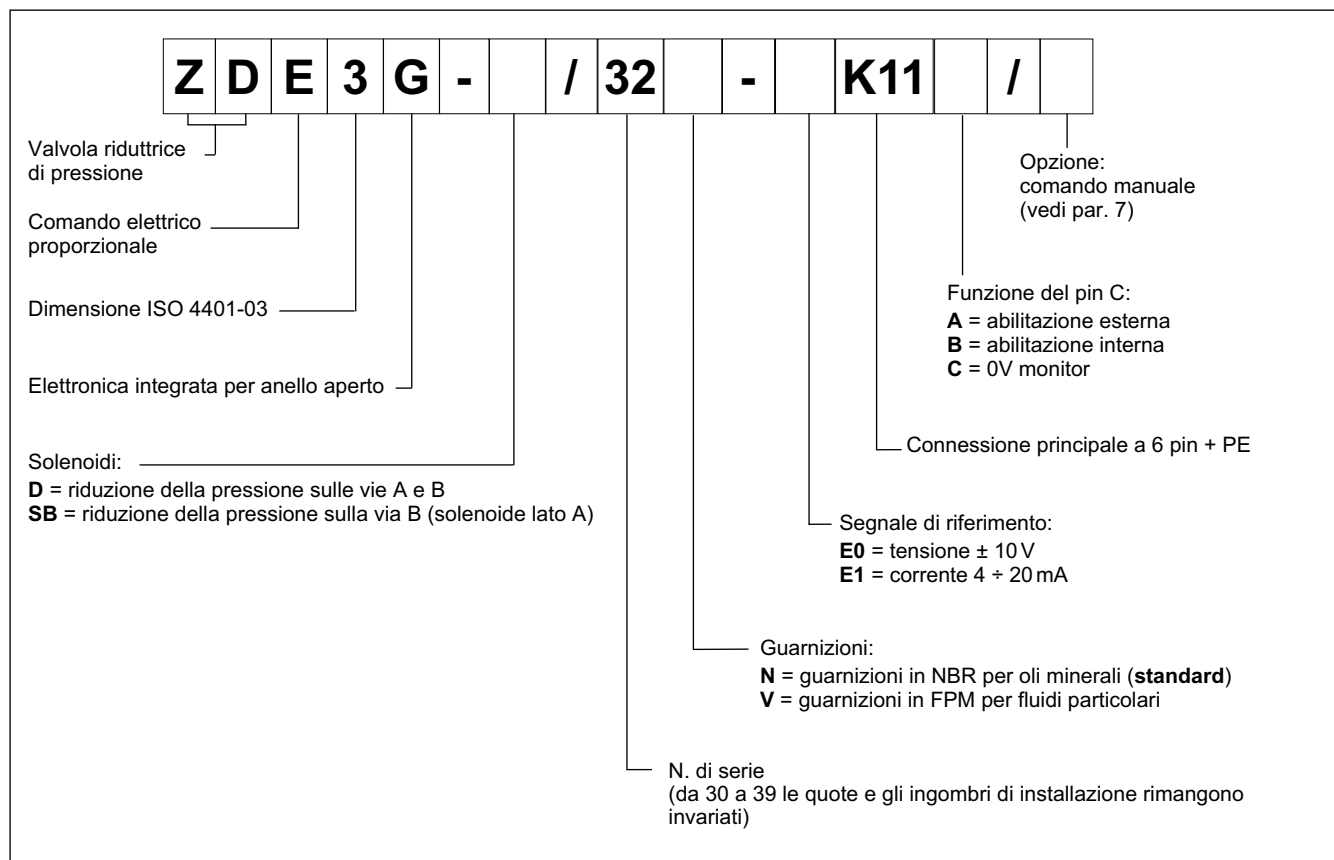 Z D E 3 G - / 32 - K11 /
Valvola riduttrice
di pressione
Comando elettrico
proporzionale
Dimensione ISO 4401-03
Elettronica integrata per anello aperto
Solenoidi:
D = riduzione della pressione sulle vie A e B
SB = riduzione della pressione sulla via B (solenoide lato A)
Opzione:
comando manuale
(vedi par. 7)
Funzione del pin C:
A = abilitazione esterna
B = abilitazione interna
C = 0V monitor
Connessione principale a 6 pin + PE
Segnale di riferimento:
E0 = tensione ± 10 V
E1 = corrente 4 ÷ 20 mA
Guarnizioni:
N = guarnizioni in NBR per oli minerali (standard)
V = guarnizioni in FPM per fluidi particolari
N. di serie
(da 30 a 39 le quote e gli ingombri di installazione rimangono
invariati)